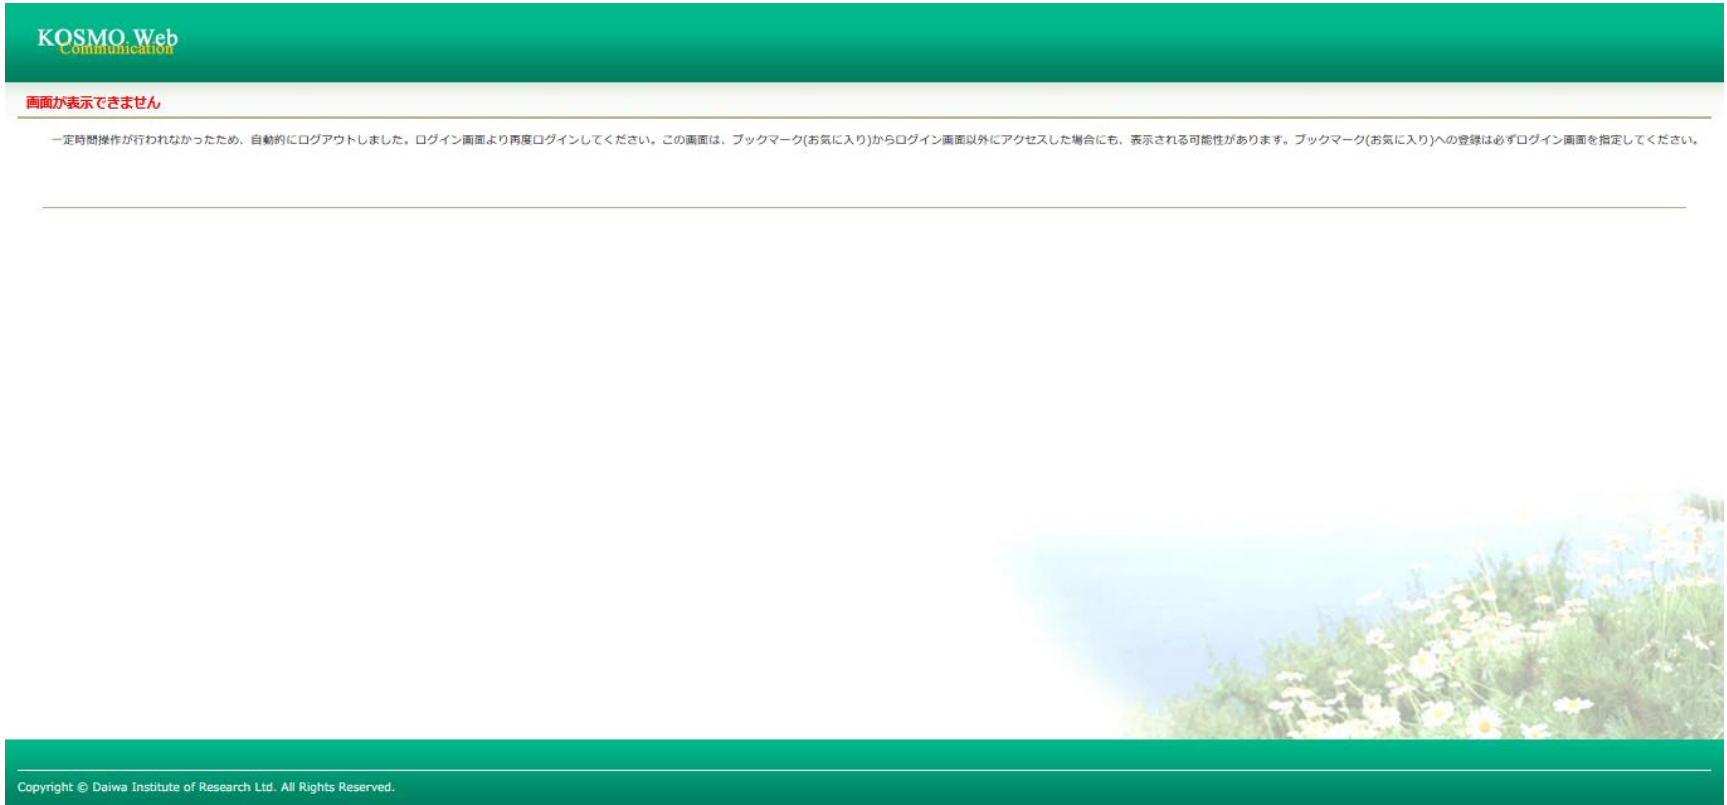 KOSMO Web
Communication
画面が表示できません
一定時間操作が行われなかったため、自動的にログアウトしました。ログイン画面より再度ログインしてください。この画面は、ブックマーク(お気に入り)からログイン画面以外にアクセスした場合にも、表示される可能性があります。ブックマーク(お気に入り)への登録は必ずログイン画面を指定してください。
Copyright © Daiwa Institute of Research Ltd. All Rights Reserved.